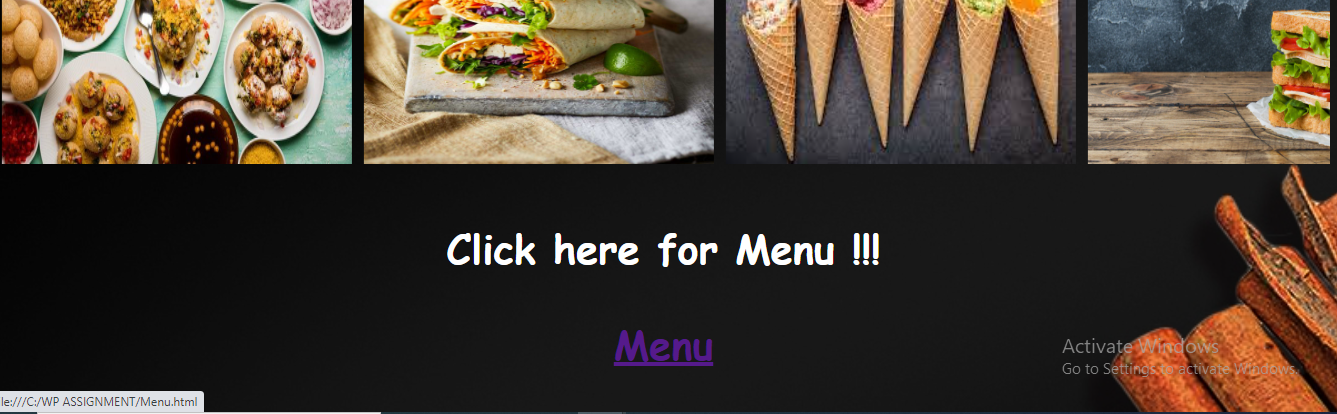 Click here for Menu !!!
Menu
Activate Windows
Go to Settings to activate Windows.
le:///C:/WP ASSIGNMENT/Menu.html